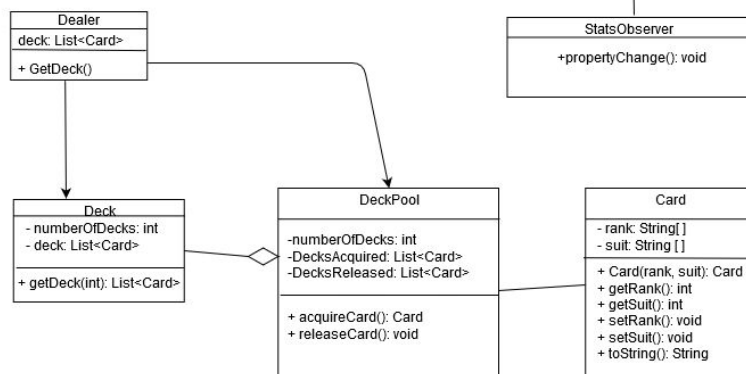 Dealer
deck: List<Card>
+ GetDeck()
StatsObserver
+propertyChange(): void
Deck
- numberOfDecks: int
- deck: List<Card>
+ getDeck(int): List<Card>
DeckPool
-numberOfDecks: int
-DecksAcquired: List<Card>
-DecksReleased: List<Card>
+ acquireCard(): Card
+ releaseCard(): void
Card
- rank: String[ ]
- suit: String [ ]
+ Card(rank, suit): Card
+ getRank(): int
+ getSuit(): int
+ setRank(): void
+ setSuit(): void
+ toString(): String